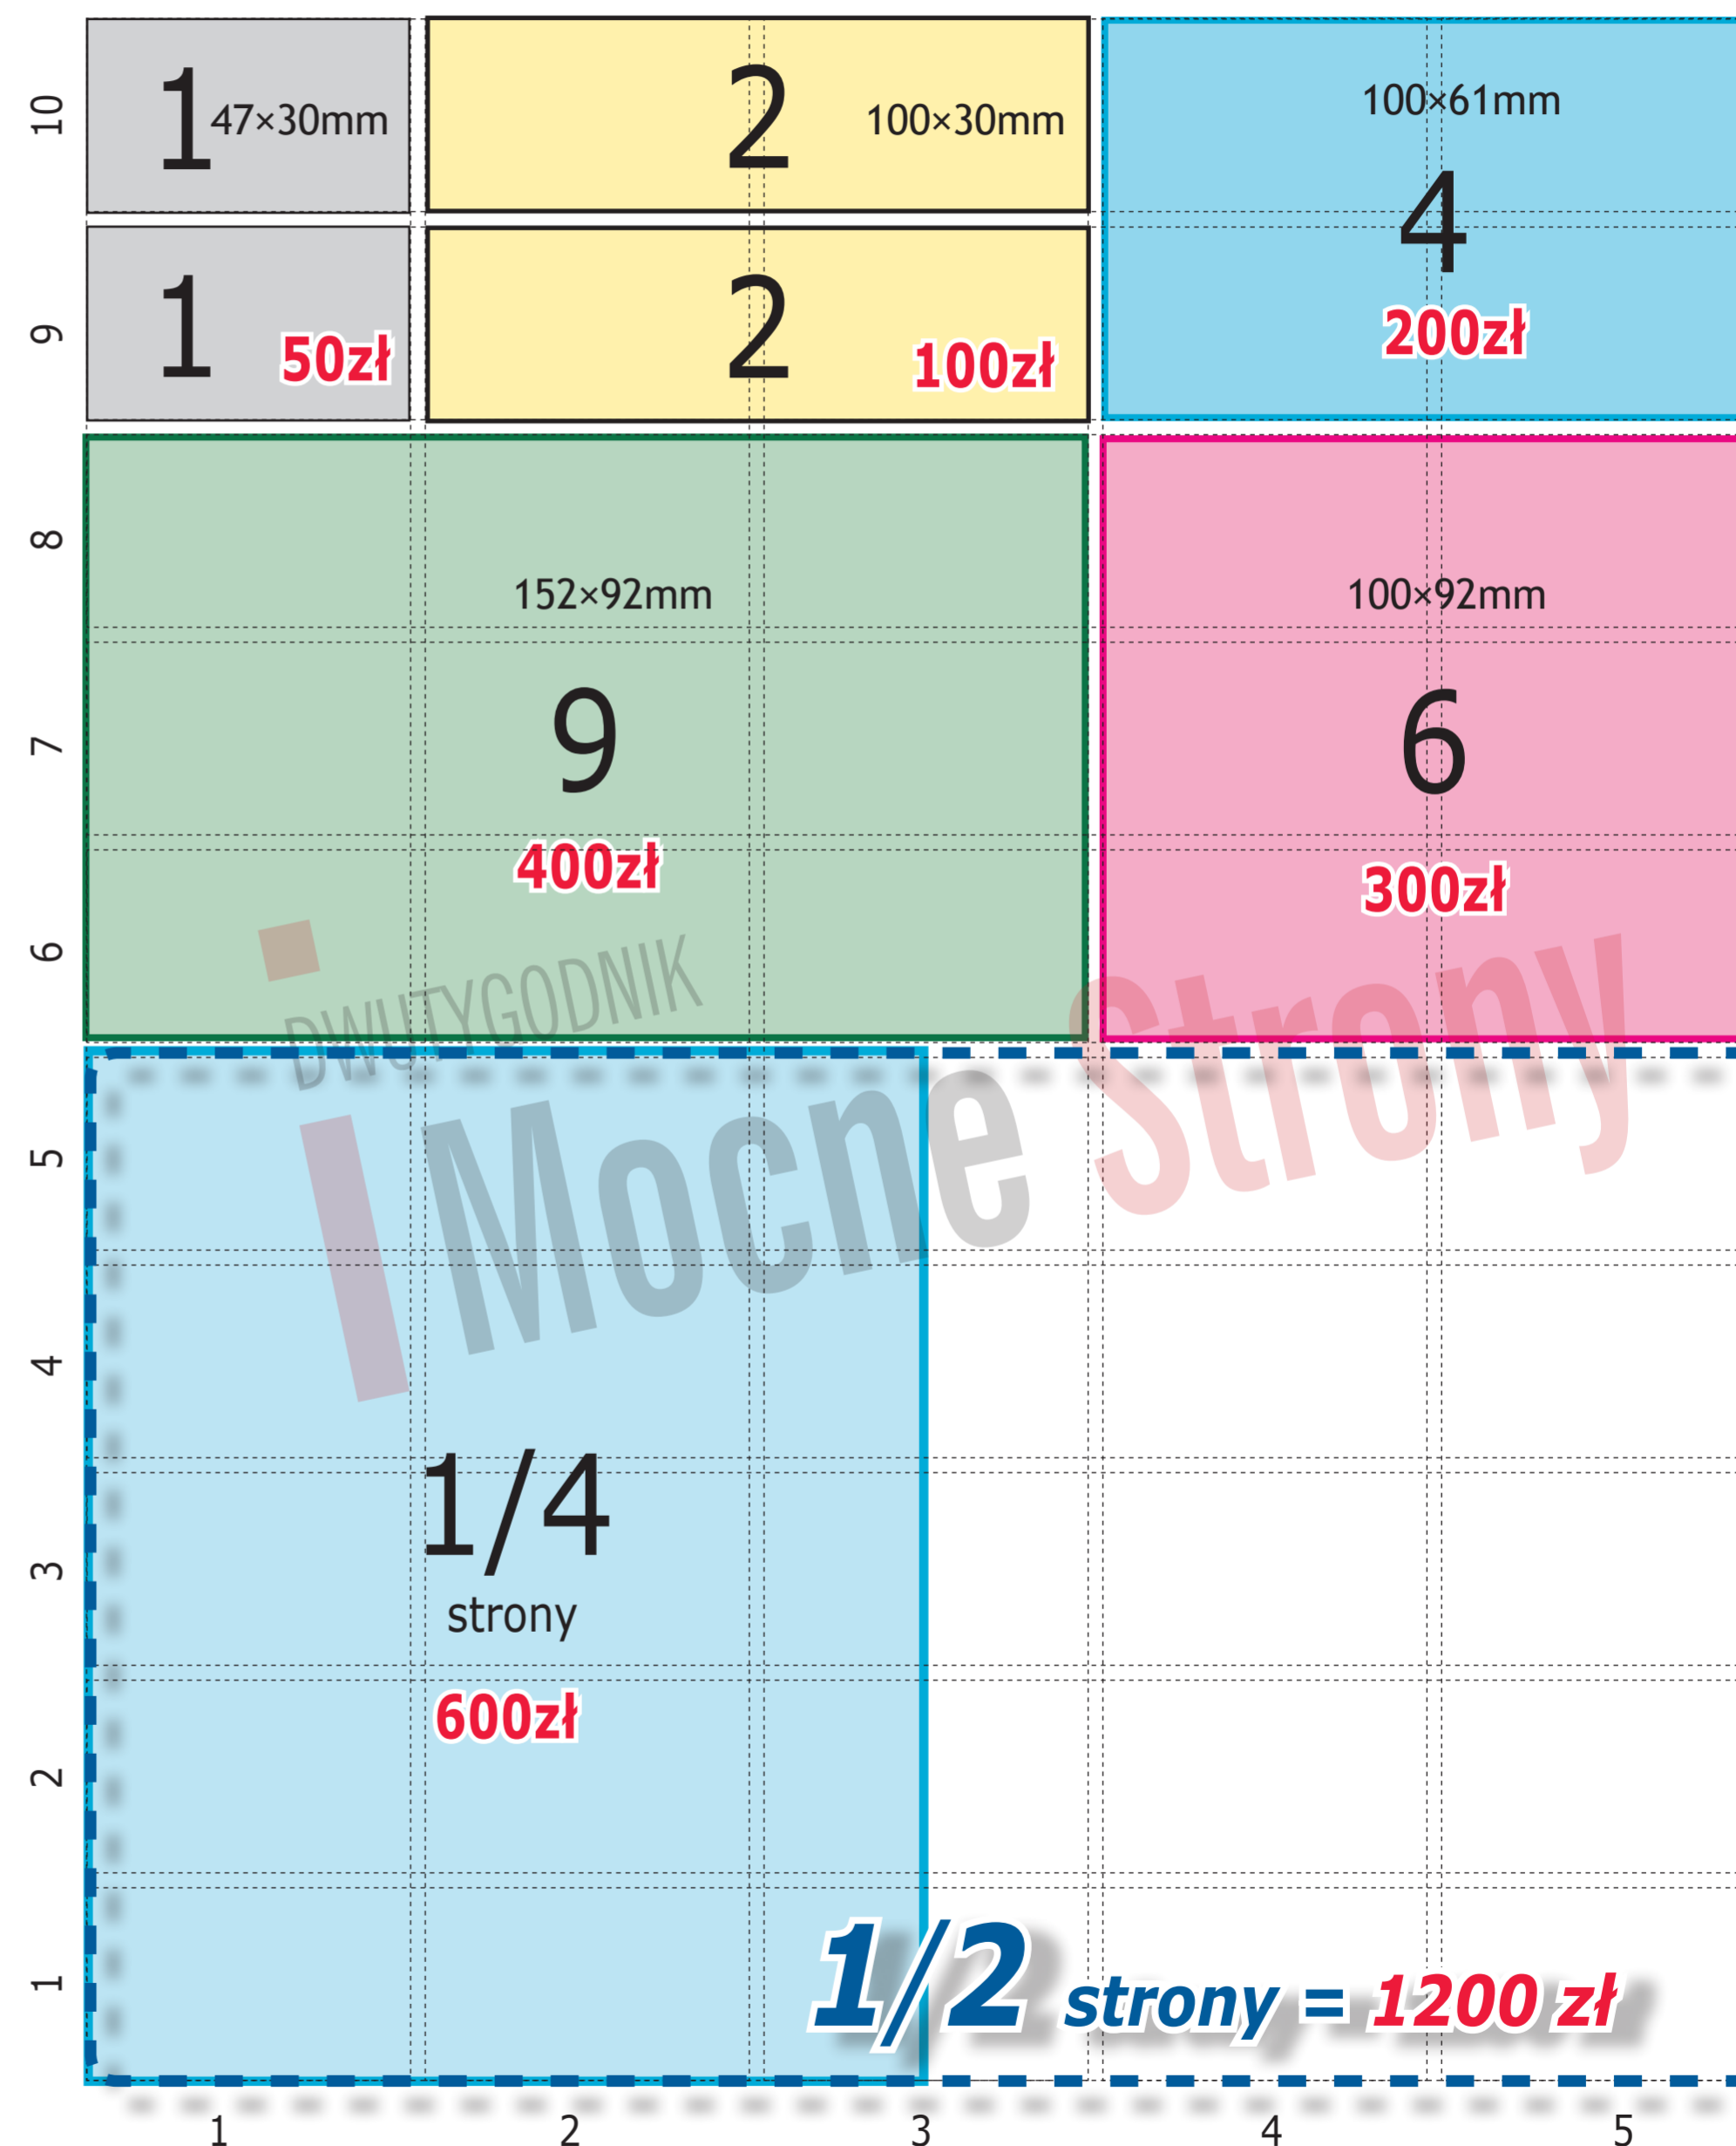 10
1 47×30mm
2 100×30mm
100×61mm
4
200zł
9
1 50zł
2 100zł
8
152×92mm
100×92mm
7
9
6
400zł
300zł
6
DWUTYGODNIK
i Mocne Strony
5
4
1/4
strony
3
600zł
2
1/2 strony = 1200 zł
1
1 2 3 4 5